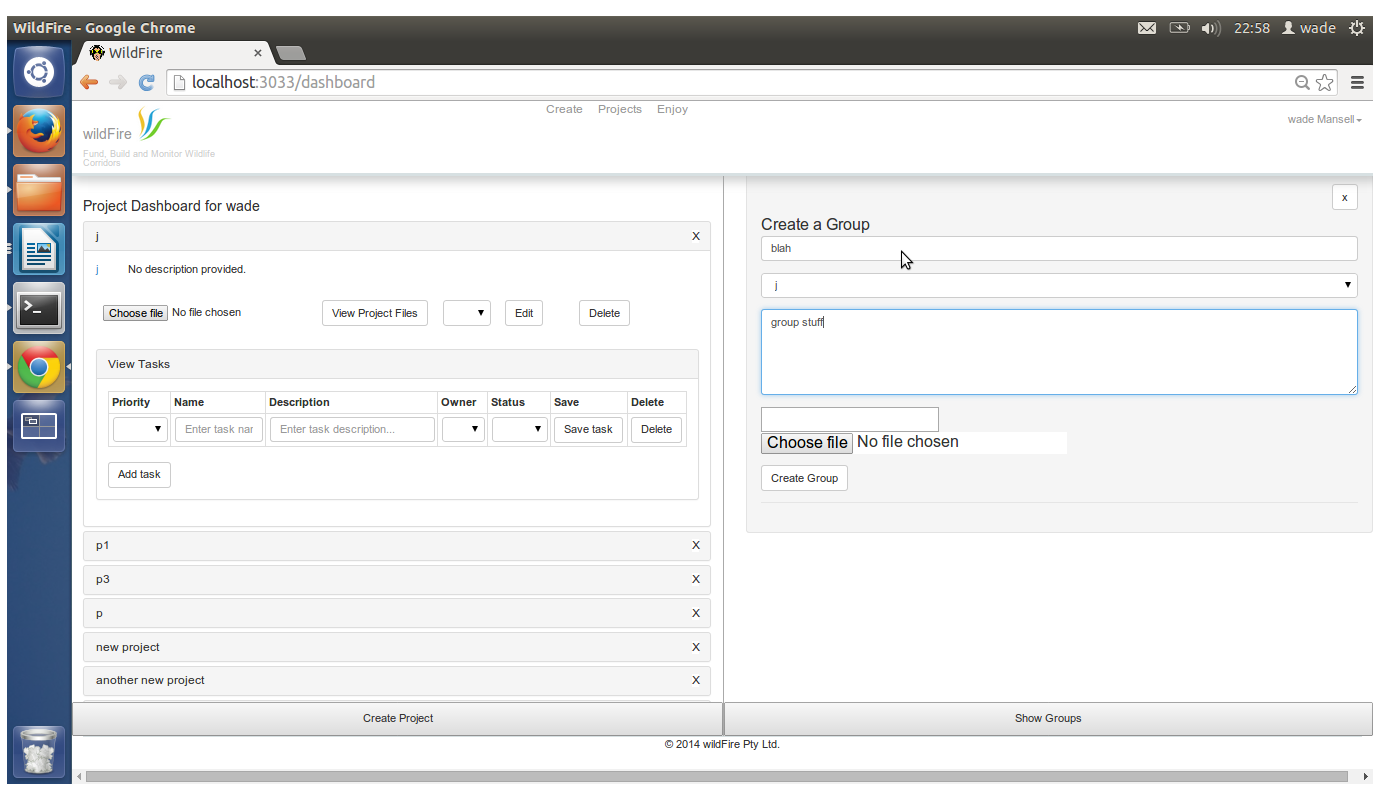 WildFire - Google Chrome
22:58 wade
WildFire ×
localhost:3033/dashboard
Create Projects Enjoy
wade Mansell
wildFire
Fund, Build and Monitor Wildlife
Corridors
Project Dashboard for wade
j X
j No description provided.
Choose file No file chosen View Project Files Edit Delete
View Tasks
Priority Name Description Owner Status Save Delete
Enter task nar Enter task description... Save task Delete
Add task
p1 X
p3 X
p X
new project X
another new project X
Create Project
x
Create a Group
blah
j
group stuff
Choose file No file chosen
Create Group
Show Groups
© 2014 wildFire Pty Ltd.